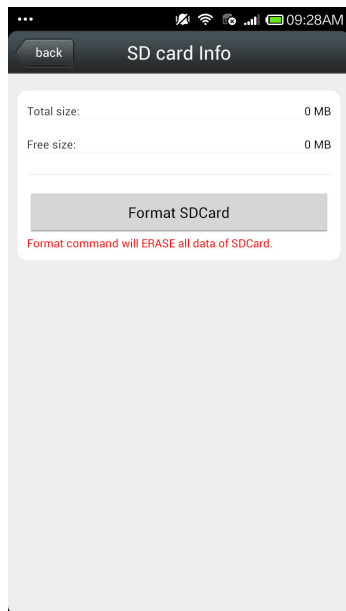 ... 09:28AM
back SD card Info
Total size: 0 MB
Free size: 0 MB
Format SDCard
Format command will ERASE all data of SDCard.